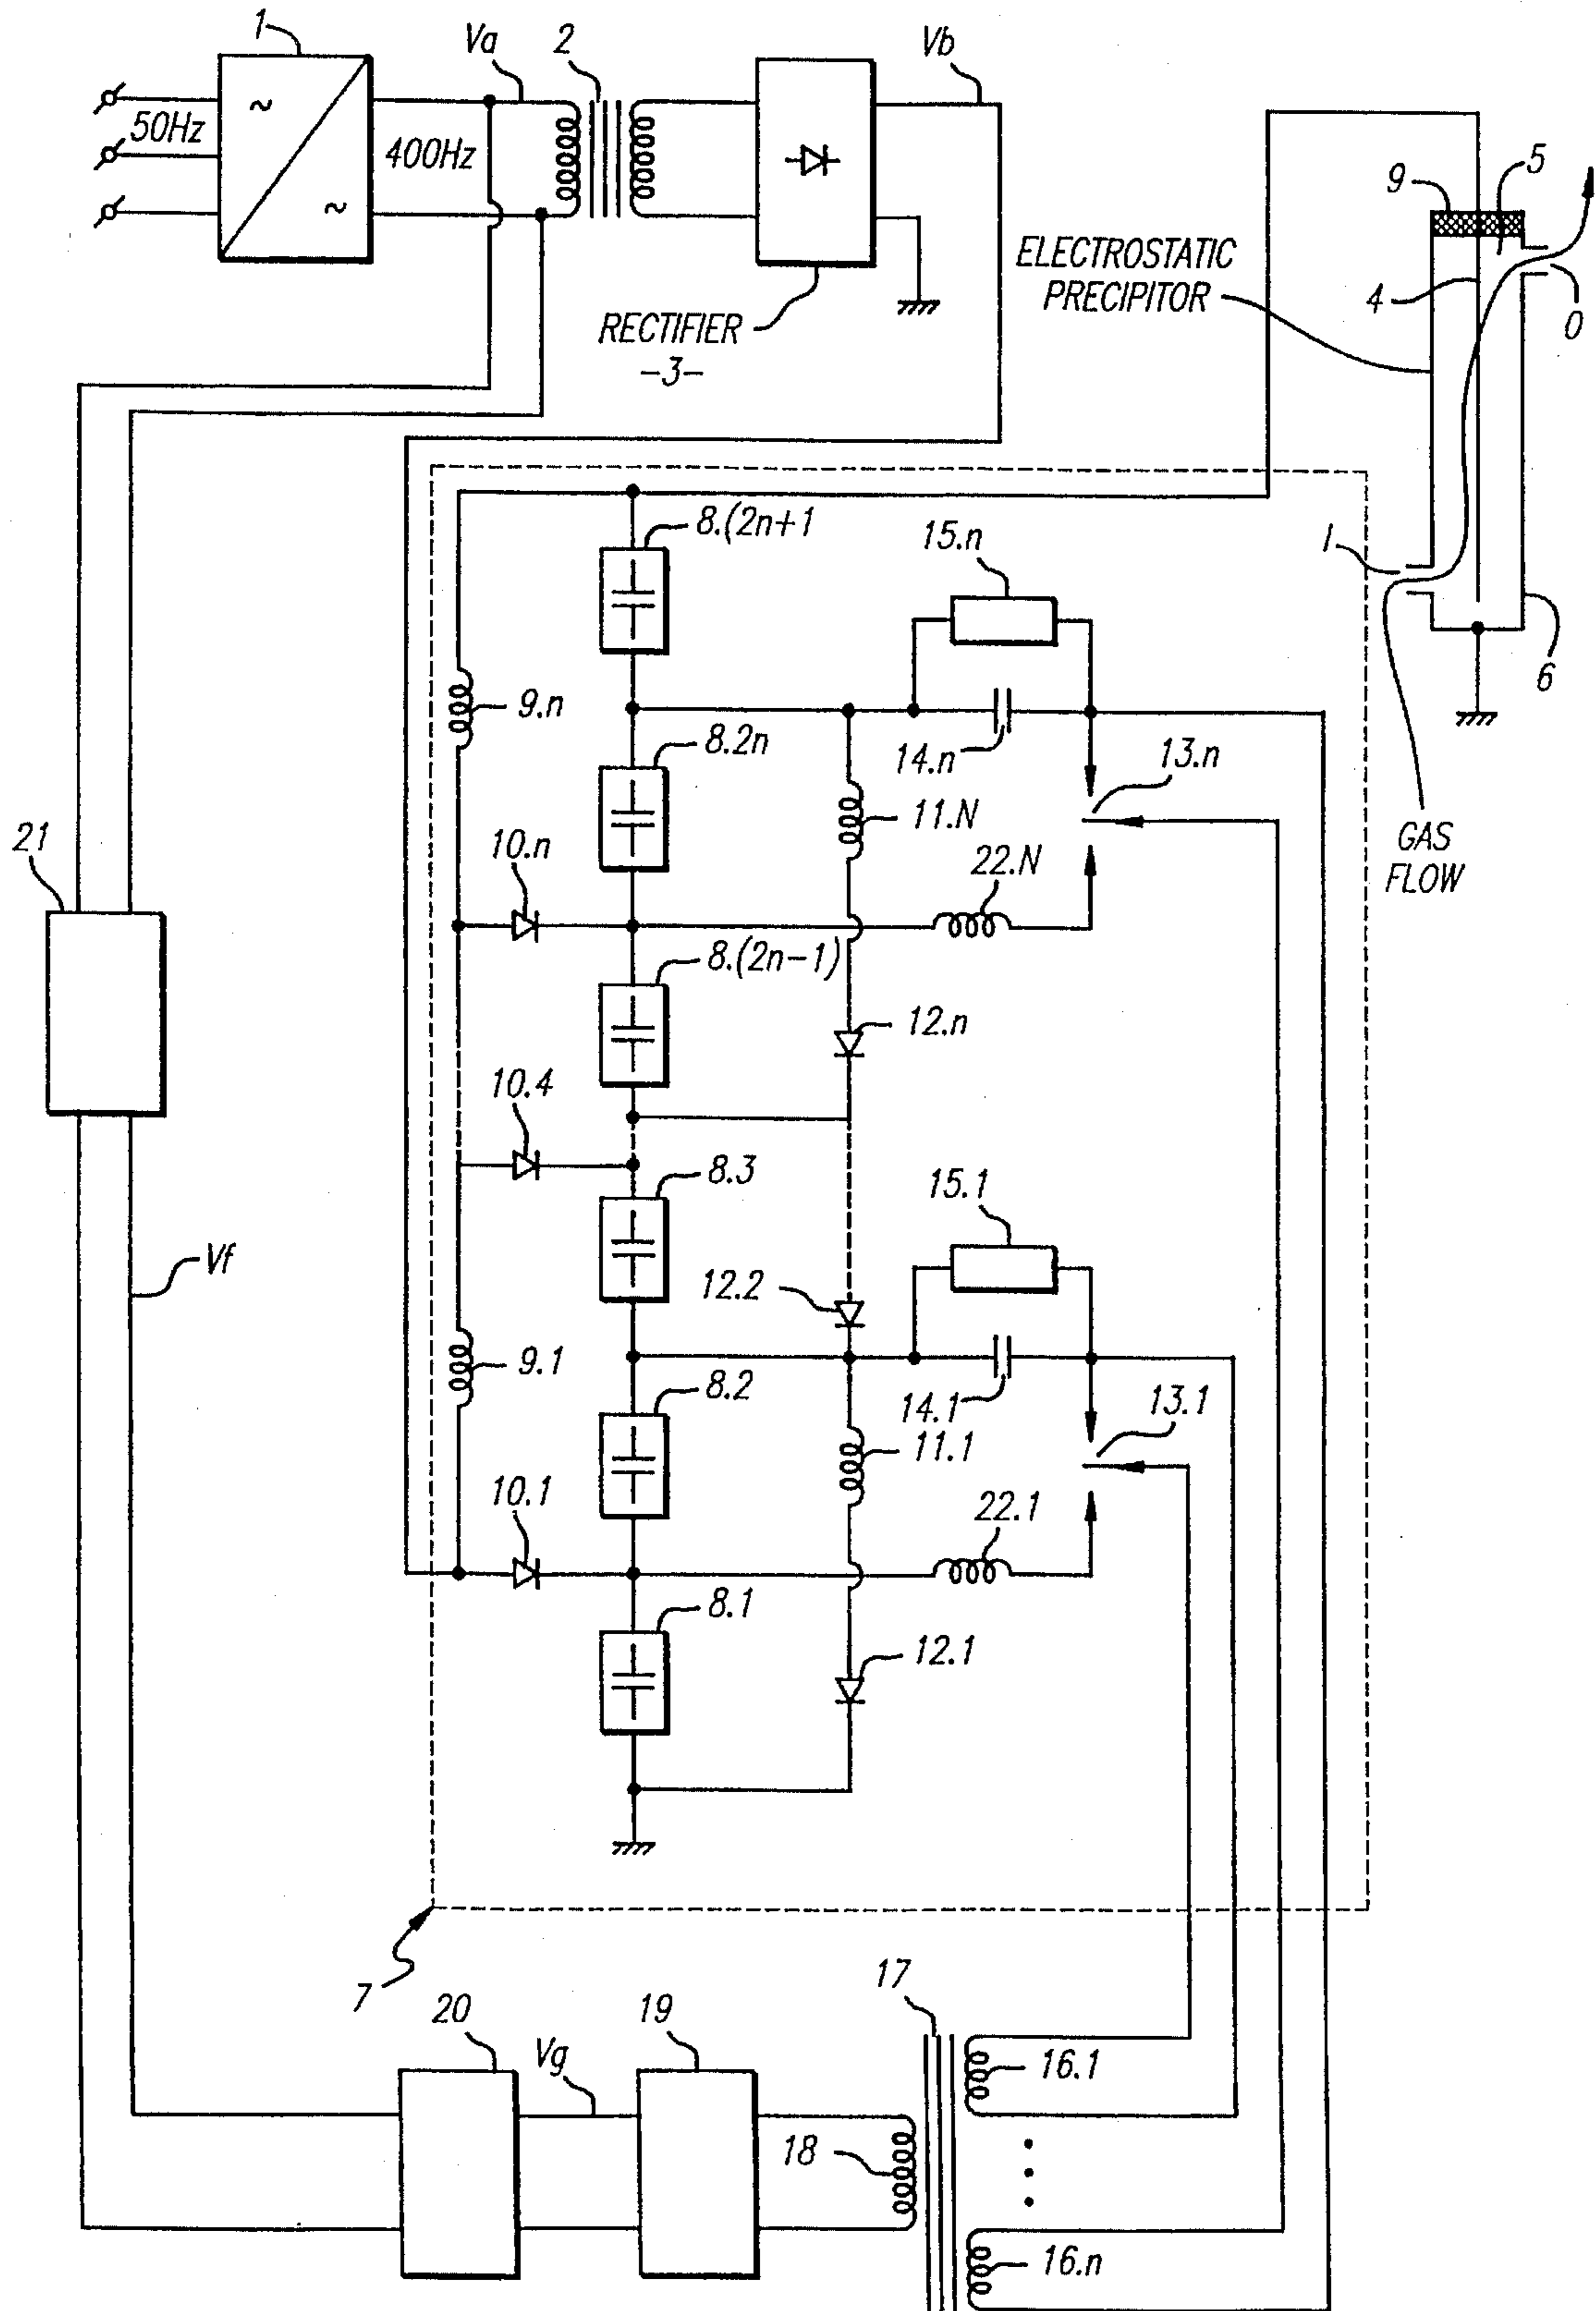 1
Va
2
Vb
~
50Hz
400Hz
~
RECTIFIER
-3-
9
5
ELECTROSTATIC
PRECIPITOR
4
0
8.(2n+1
15.n
1
6
9.n
8.2n
14.n
13.n
11.N
GAS
FLOW
21
10.n
22.N
8.(2n-1)
12.n
10.4
8.3
15.1
Vf
12.2
9.1
8.2
14.1
13.1
11.1
10.1
22.1
8.1
12.1
7
17
20
19
Vg
16.1
18
16.n